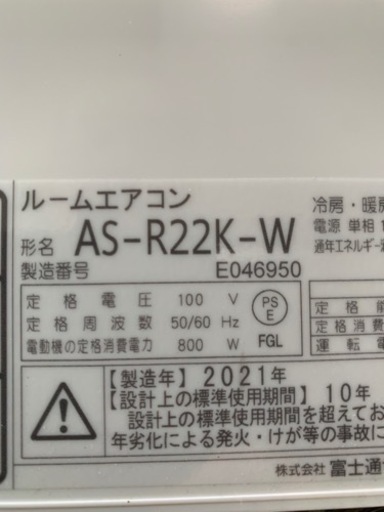 ルームエアコン
形名 AS-R22K-W
製造番号 E046950
冷房・暖房
電源 単相 1
通年エネルギー
定格電圧 100 V
定格周波数 50/60 Hz
電動機の定格消費電力 800 W
PS
E
FGL
定格
定格消費
運転電
【製造年】2021年
【設計上の標準使用期間】10年
設計上の標準使用期間を超えてお
年劣化による発火・けが等の事故に
株式会社 富士通